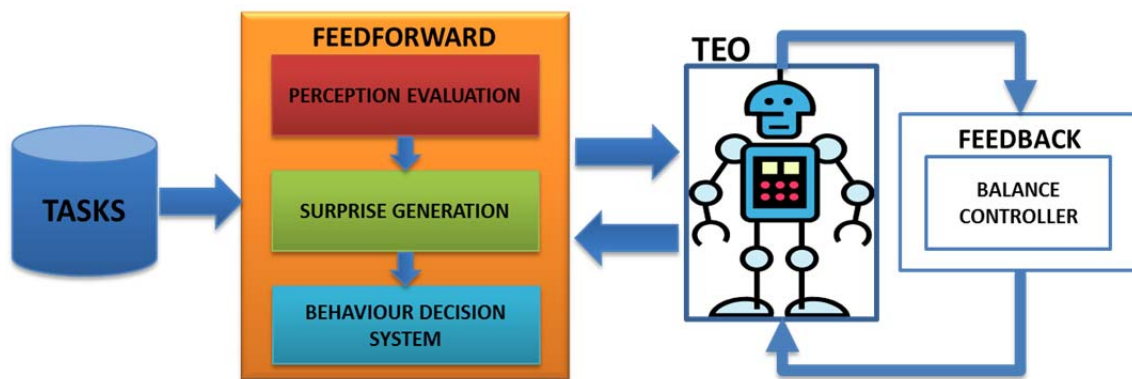 FEEDFORWARD
PERCEPTION EVALUATION
SURPRISE GENERATION
BEHAVIOUR DECISION
SYSTEM
TASKS
TEO
FEEDBACK
BALANCE
CONTROLLER